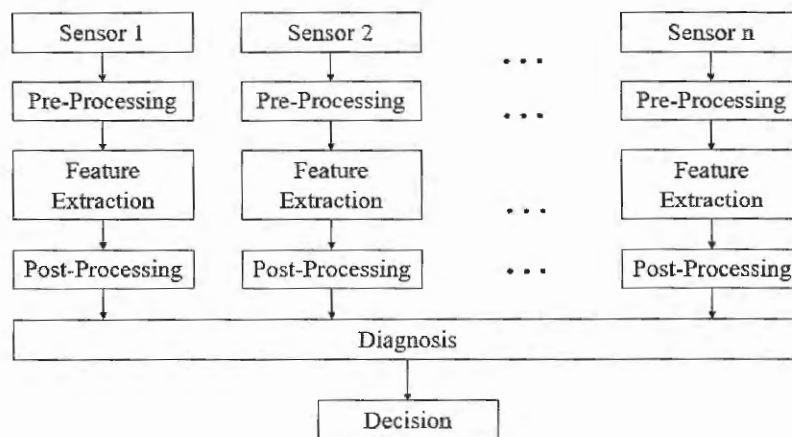 Sensor 1
Sensor 2
• • •
Sensor n
Pre-Processing
Pre-Processing
• • •
Pre-Processing
Feature
Extraction
Feature
Extraction
• • •
Feature
Extraction
Post-Processing
Post-Processing
• • •
Post-Processing
Diagnosis
Decision